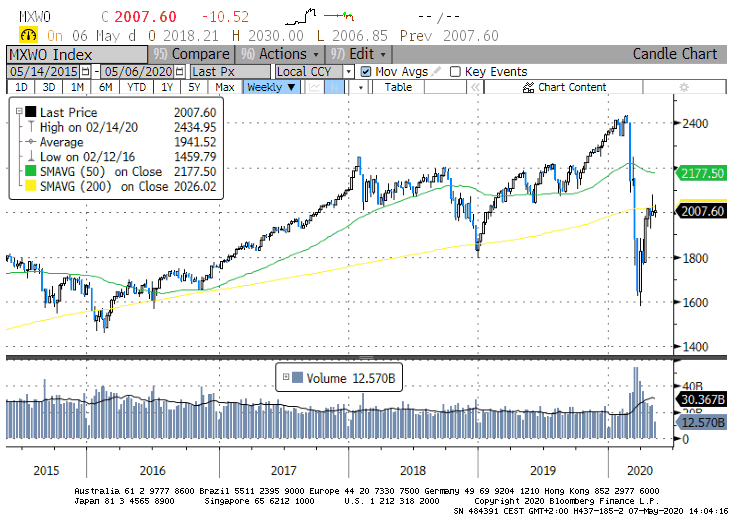 MXWO C 2007.60 -10.52 --/--
On 06 May d O 2018.21 H 2030.00 L 2006.85 Prev 2007.60
MXWO Index 95) Compare 96) Actions 97) Edit Candle Chart
05/14/2015 - 05/06/2020 Last Px Local CCY Mov Avgs Key Events
1D 3D 1M 6M YTD 1Y 5Y Max Weekly ▼ Table Chart Content
Last Price 2007.60
High on 02/14/20 2434.95
Average 1941.52
Low on 02/12/16 1459.79
SMAVG (50) on Close 2177.50
SMAVG (200) on Close 2026.02
2400
2177.50
2007.60
1800
1600
1400
Volume 12.570B
40B
30.367B
20B
12.570B
0
2015 2016 2017 2018 2019 2020
Australia 61 2 9777 8600 Brazil 5511 2395 9000 Europe 44 20 7330 7500 Germany 49 69 9204 1210 Hong Kong 852 2977 6000
Japan 81 3 4565 8900 Singapore 65 6212 1000 U.S. 1 212 318 2000 Copyright 2020 Bloomberg Finance L.P.
SN 484391 CEST GMT+2:00 H437-185-2 07-May-2020 14:04:16